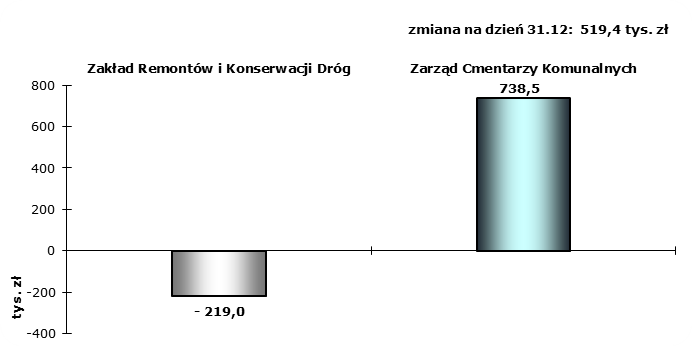 zmiana na dzień 31.12: 519,4 tys. zł
Zakład Remontów i Konserwacji Dróg
Zarząd Cmentarzy Komunalnych
800
738,5
600
400
200
0
-200
- 219,0
-400
tys. zł